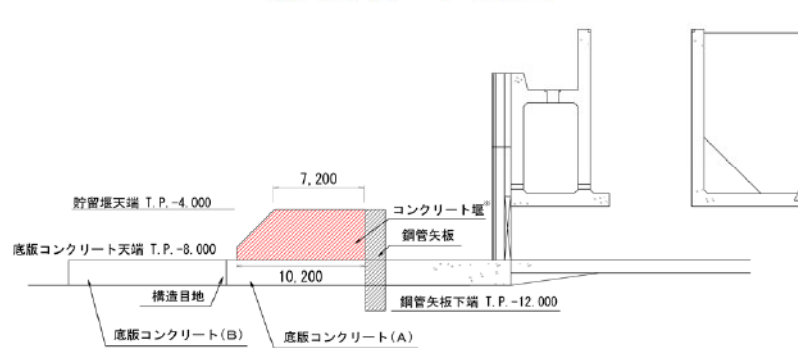 7,200
貯留堰天端 T.P.-4.000
コンクリート堰※
鋼管矢板
底版コンクリート天端 T.P.-8.000
10,200
構造目地
鋼管矢板下端 T.P.-12.000
底版コンクリート(B)
底版コンクリート(A)